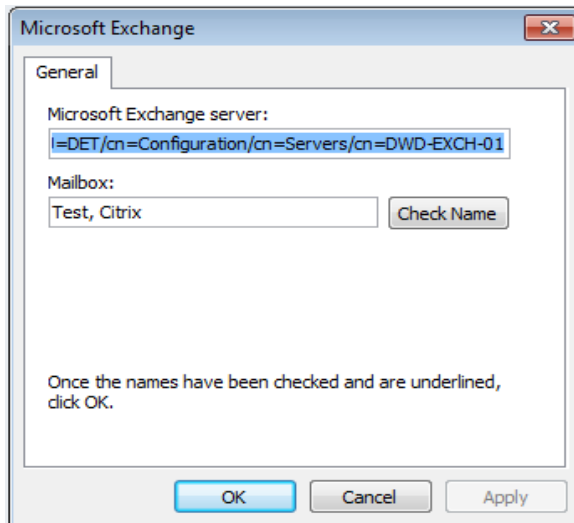 Microsoft Exchange
General
Microsoft Exchange server:
=DET/cn=Configuration/cn=Servers/cn=DWD-EXCH-01
Mailbox:
Test, Citrix
Check Name
Once the names have been checked and are underlined,
click OK.
OK
Cancel
Apply